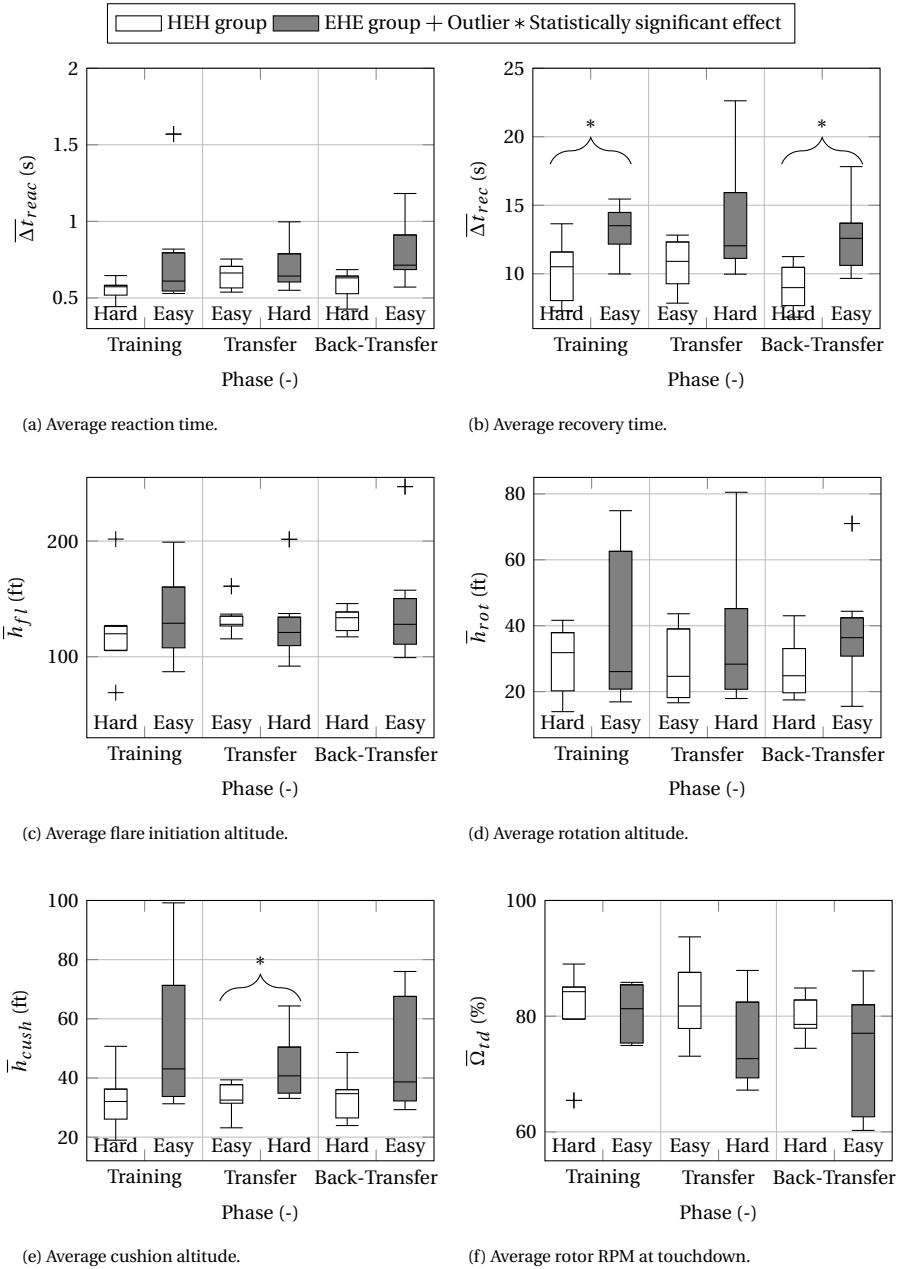 HEH group EHE group + Outlier * Statistically significant effect
2
1.5
1
0.5
Δt_reac (s)
Hard Easy Easy Hard Hard Easy
Training Transfer Back-Transfer
Phase (-)
(a) Average reaction time.
25
20
15
10
Δt_rec (s)
* *
Hard Easy Easy Hard Hard Easy
Training Transfer Back-Transfer
Phase (-)
(b) Average recovery time.
200
100
h_fl (ft)
Hard Easy Easy Hard Hard Easy
Training Transfer Back-Transfer
Phase (-)
(c) Average flare initiation altitude.
80
60
40
20
h_rot (ft)
Hard Easy Easy Hard Hard Easy
Training Transfer Back-Transfer
Phase (-)
(d) Average rotation altitude.
100
80
60
40
20
h_cush (ft)
*
Hard Easy Easy Hard Hard Easy
Training Transfer Back-Transfer
Phase (-)
(e) Average cushion altitude.
100
80
60
Ω_td (%)
Hard Easy Easy Hard Hard Easy
Training Transfer Back-Transfer
Phase (-)
(f) Average rotor RPM at touchdown.